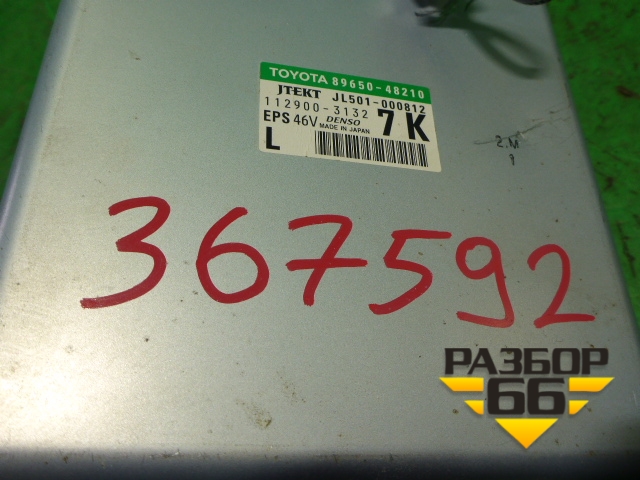 TOYOTA 89650-48210
JTEKT JL501-000812
112900-3132 7K
EPS 46V DENSO
MADE IN JAPAN
L
2.M
9
367592
РАЗБОР
66